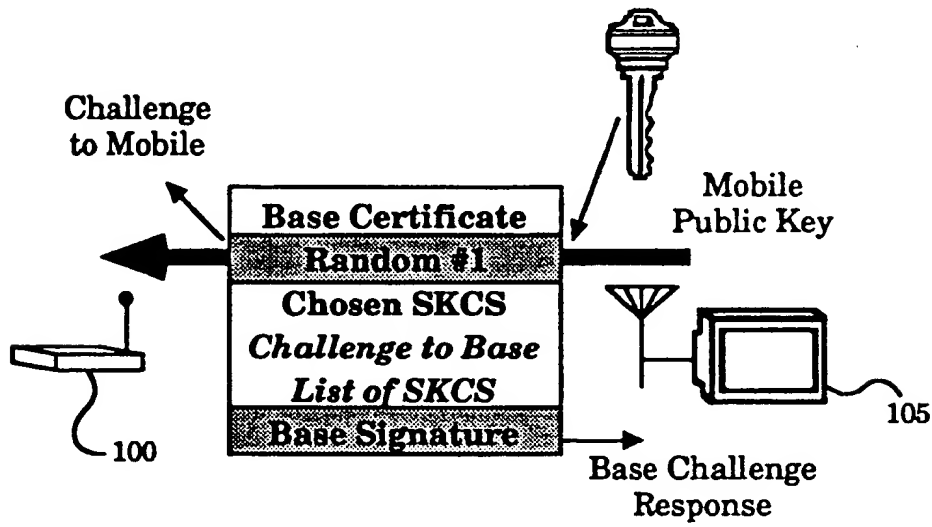 Challenge
to Mobile
Mobile
Public Key
Base Certificate
Random #1
Chosen SKCS
Challenge to Base
List of SKCS
Base Signature
100
105
Base Challenge
Response